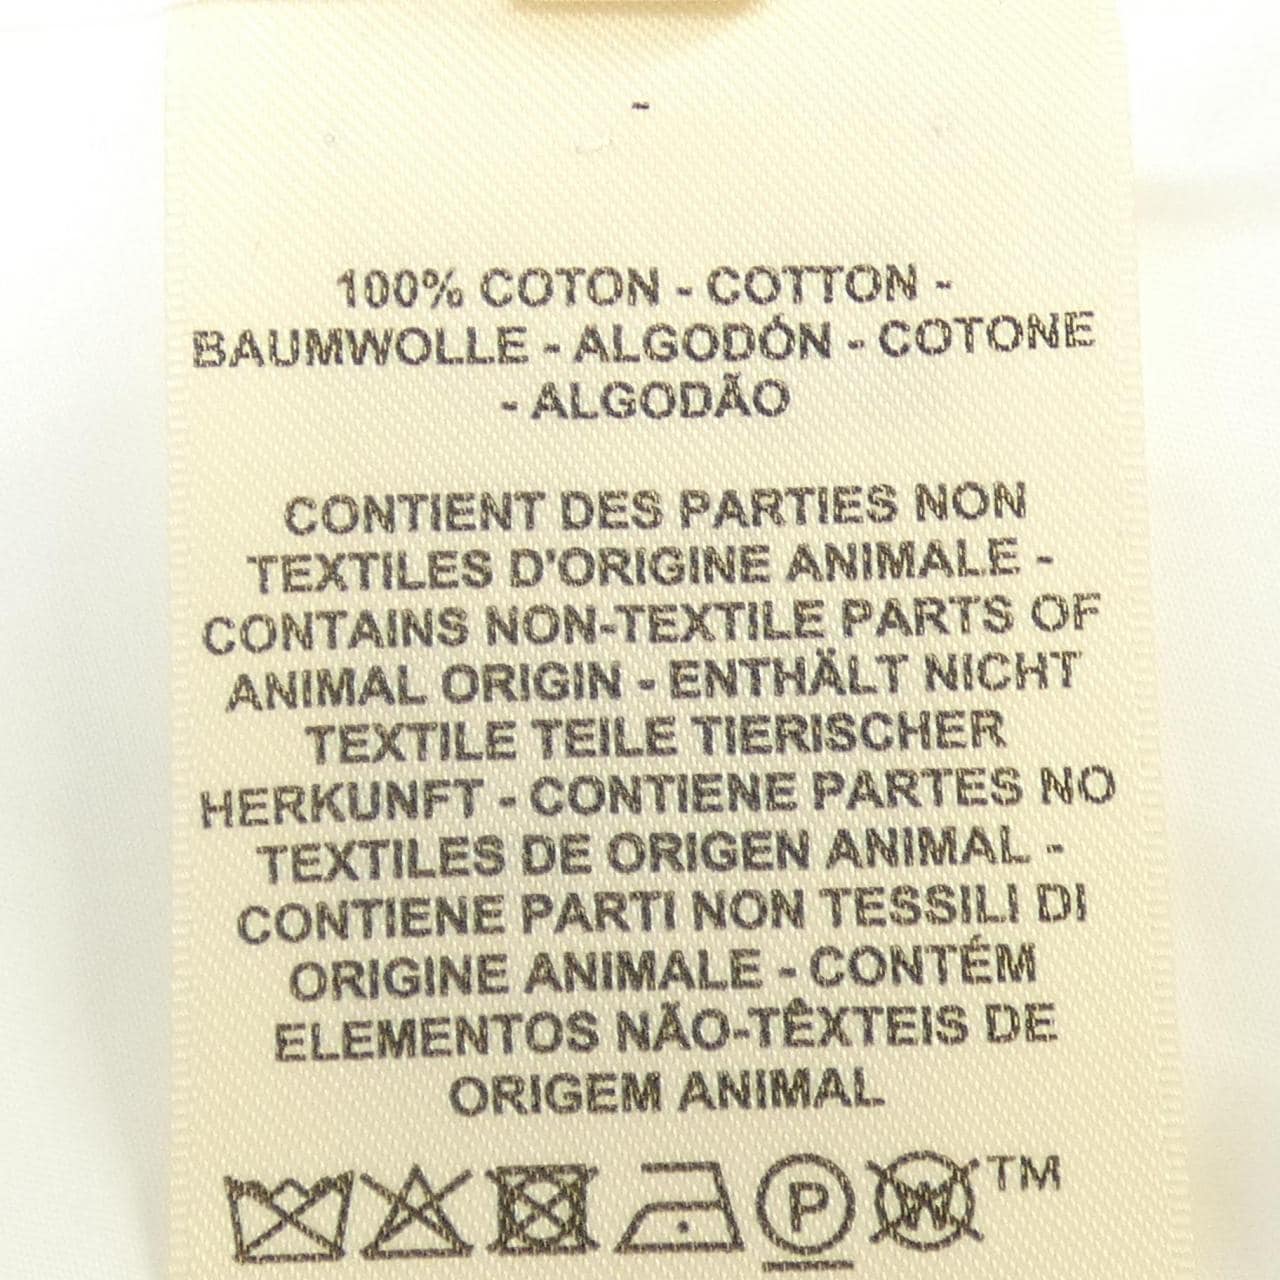 -
100% COTON - COTTON -
BAUMWOLLE - ALGODÓN - COTONE
- ALGODÃO
CONTIENT DES PARTIES NON
TEXTILES D'ORIGINE ANIMALE -
CONTAINS NON-TEXTILE PARTS OF
ANIMAL ORIGIN - ENTHÄLT NICHT
TEXTILE TEILE TIERISCHER
HERKUNFT - CONTIENE PARTES NO
TEXTILES DE ORIGEN ANIMAL -
CONTIENE PARTI NON TESSILI DI
ORIGINE ANIMALE - CONTÉM
ELEMENTOS NÃO-TÊXTEIS DE
ORIGEM ANIMAL
P W TM